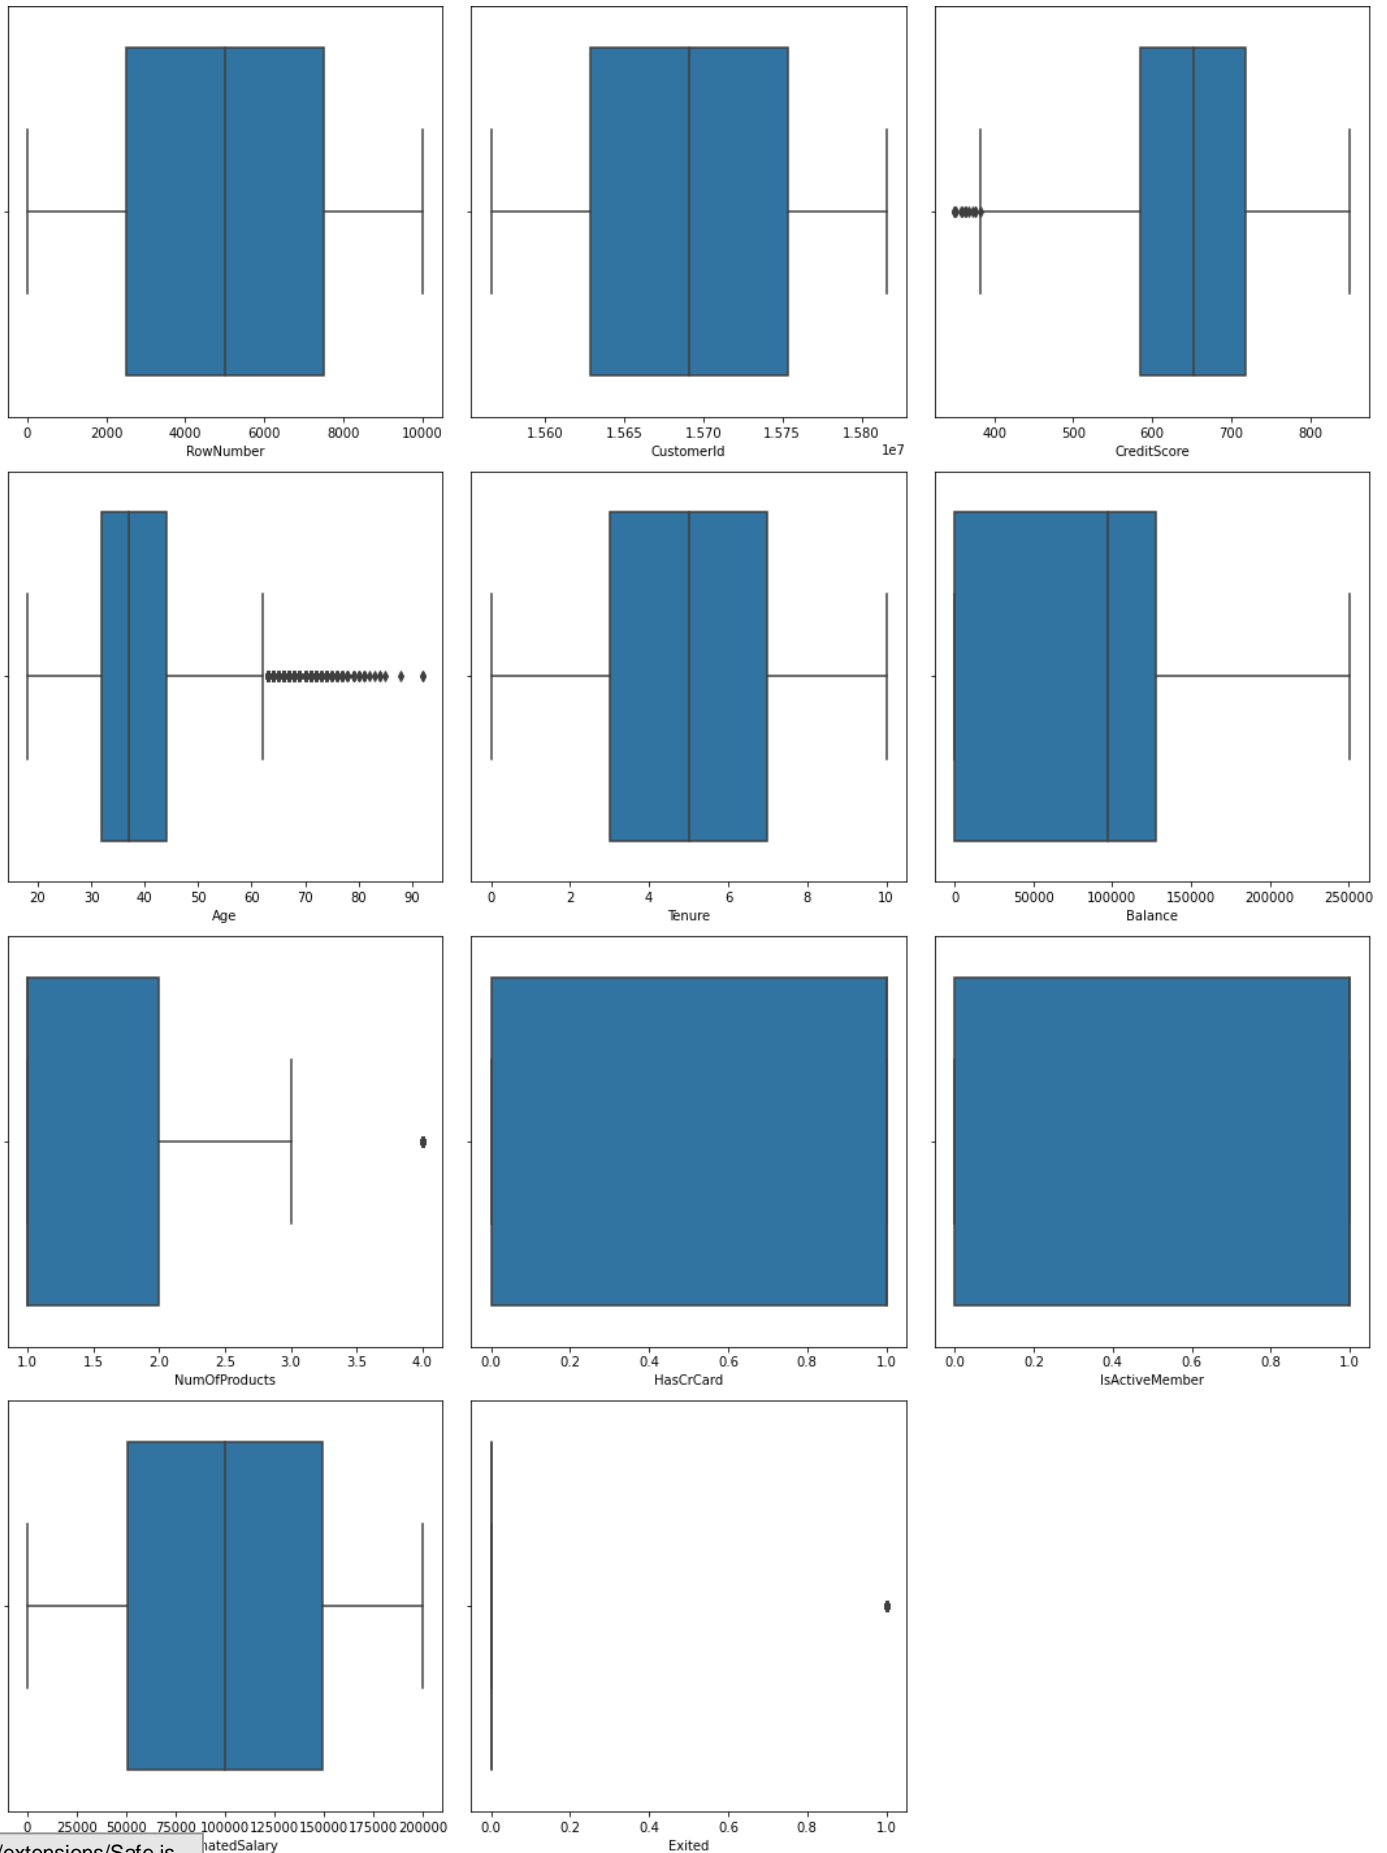 0 2000 4000 6000 8000 10000
RowNumber
1.560 1.565 1.570 1.575 1.580
1e7
CustomerId
400 500 600 700 800
CreditScore
20 30 40 50 60 70 80 90
Age
0 2 4 6 8 10
Tenure
0 50000 100000 150000 200000 250000
Balance
1.0 1.5 2.0 2.5 3.0 3.5 4.0
NumOfProducts
0.0 0.2 0.4 0.6 0.8 1.0
HasCrCard
0.0 0.2 0.4 0.6 0.8 1.0
IsActiveMember
0 25000 50000 75000 100000 125000 150000 175000 200000
natedSalary
0.0 0.2 0.4 0.6 0.8 1.0
Exited
/extensions/Safe.js